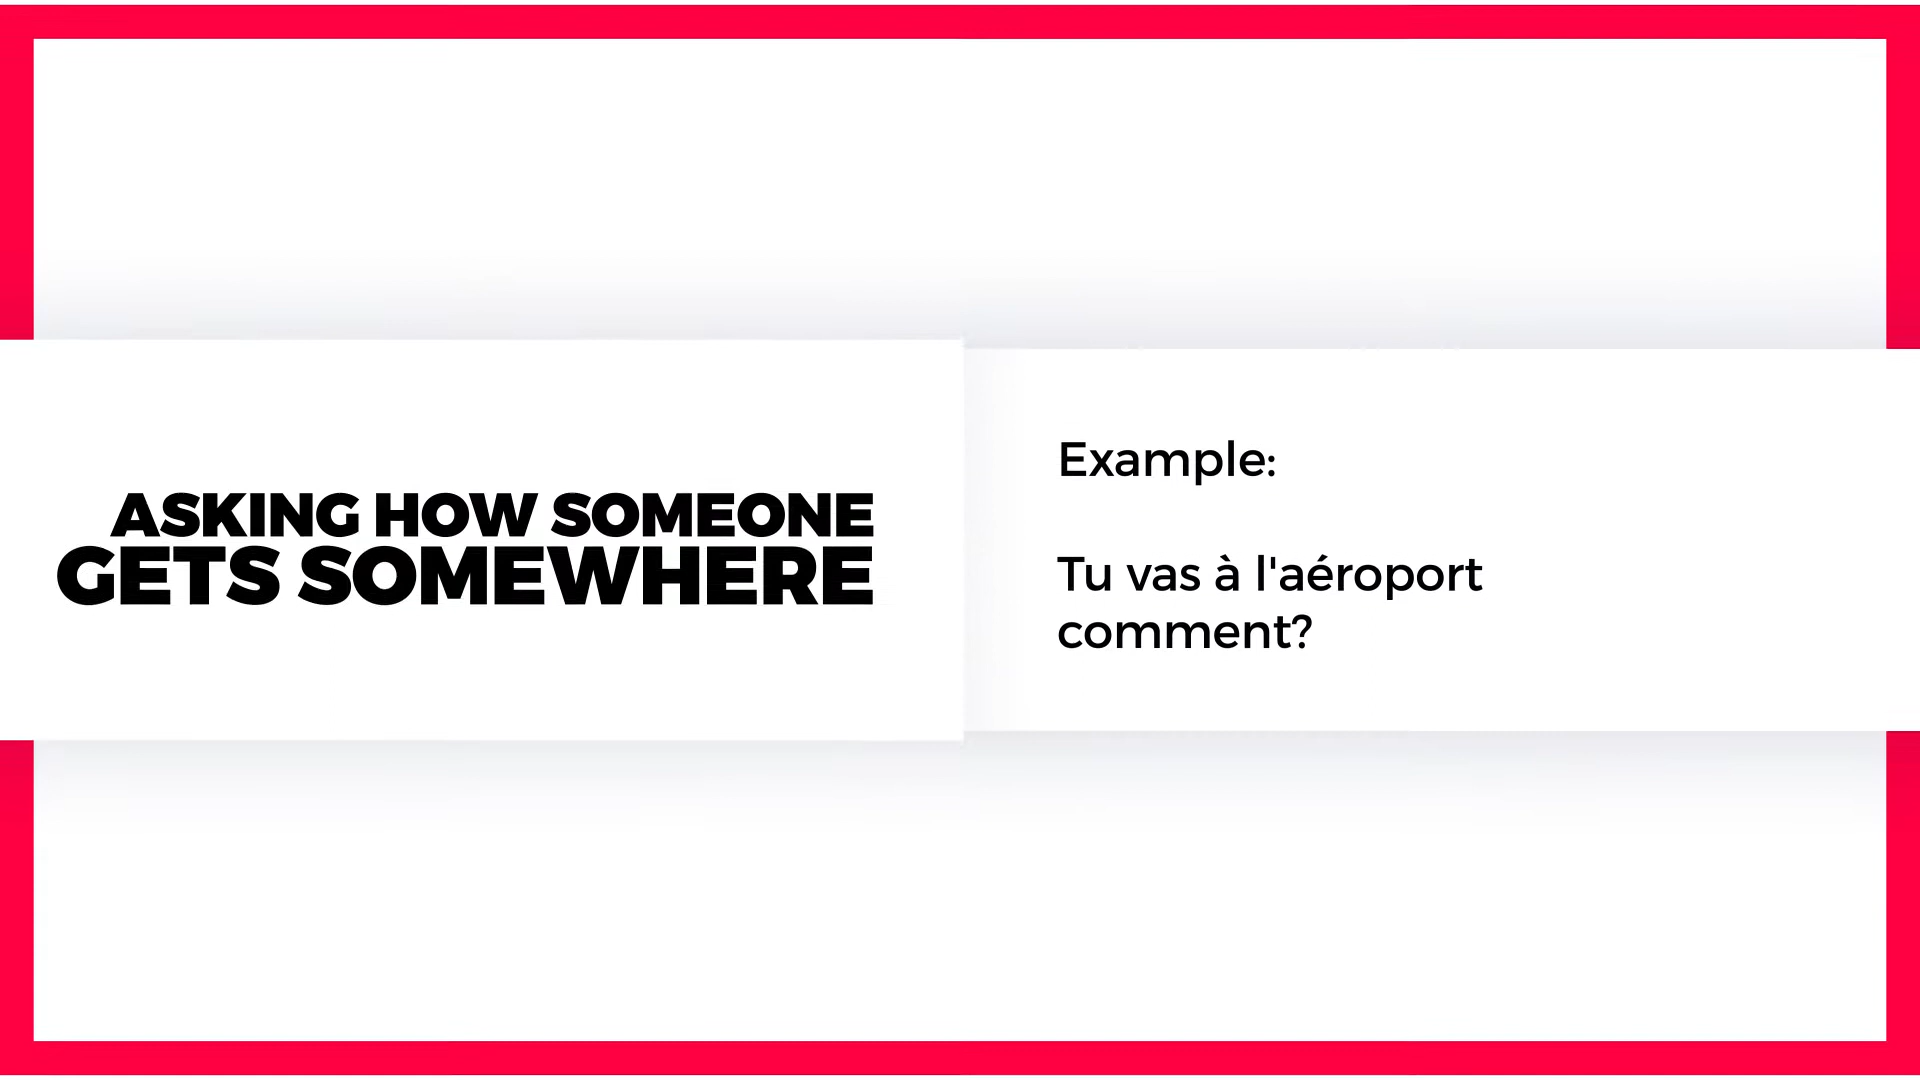 ASKING HOW SOMEONE
GETS SOMEWHERE
Example:
Tu vas à l'aéroport
comment?